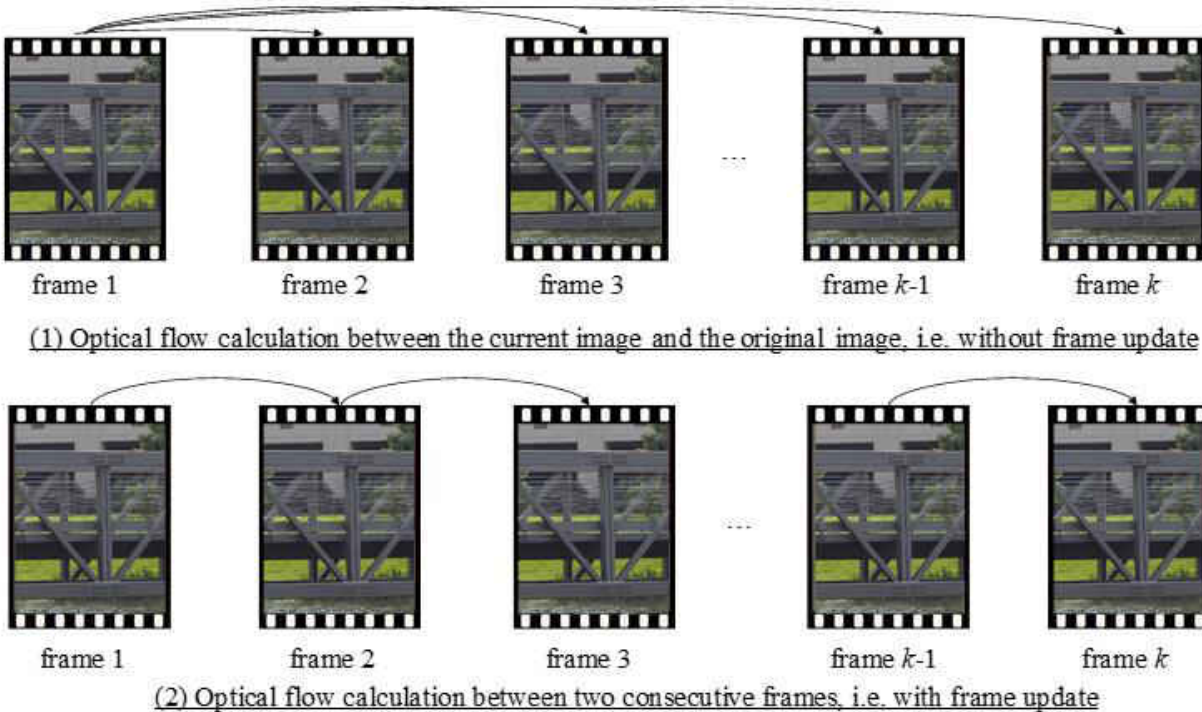 frame 1
frame 2
frame 3
...
frame k-1
frame k
(1) Optical flow calculation between the current image and the original image, i.e. without frame update
...
frame 1
frame 2
frame 3
frame k-1
frame k
(2) Optical flow calculation between two consecutive frames, i.e. with frame update